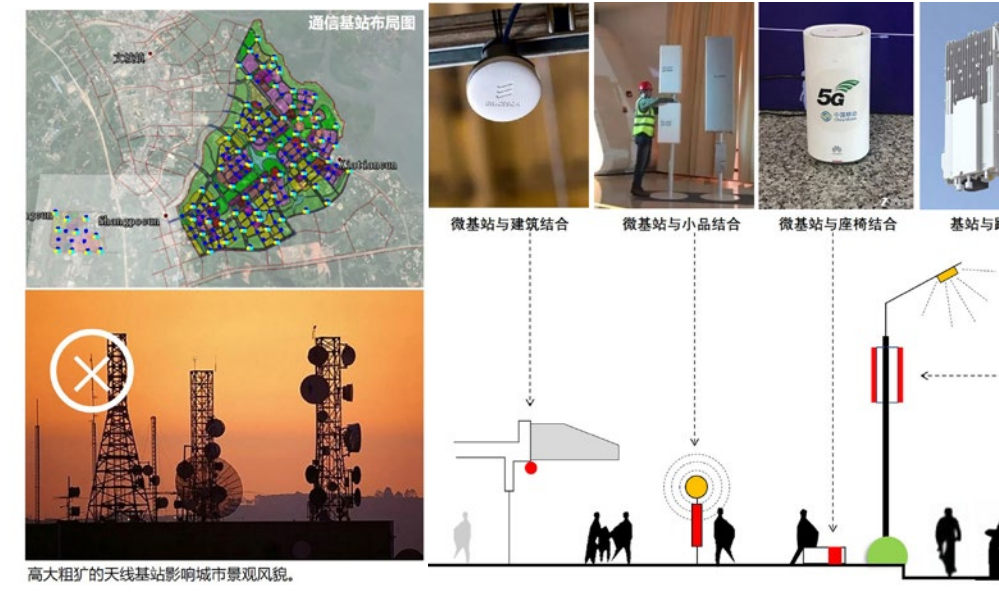 通信基站布局图
Xiatiancun
Shangpocun
5G
中国移动
微基站与建筑结合
微基站与小品结合
微基站与座椅结合
基站与
高大粗犷的天线基站影响城市景观风貌。